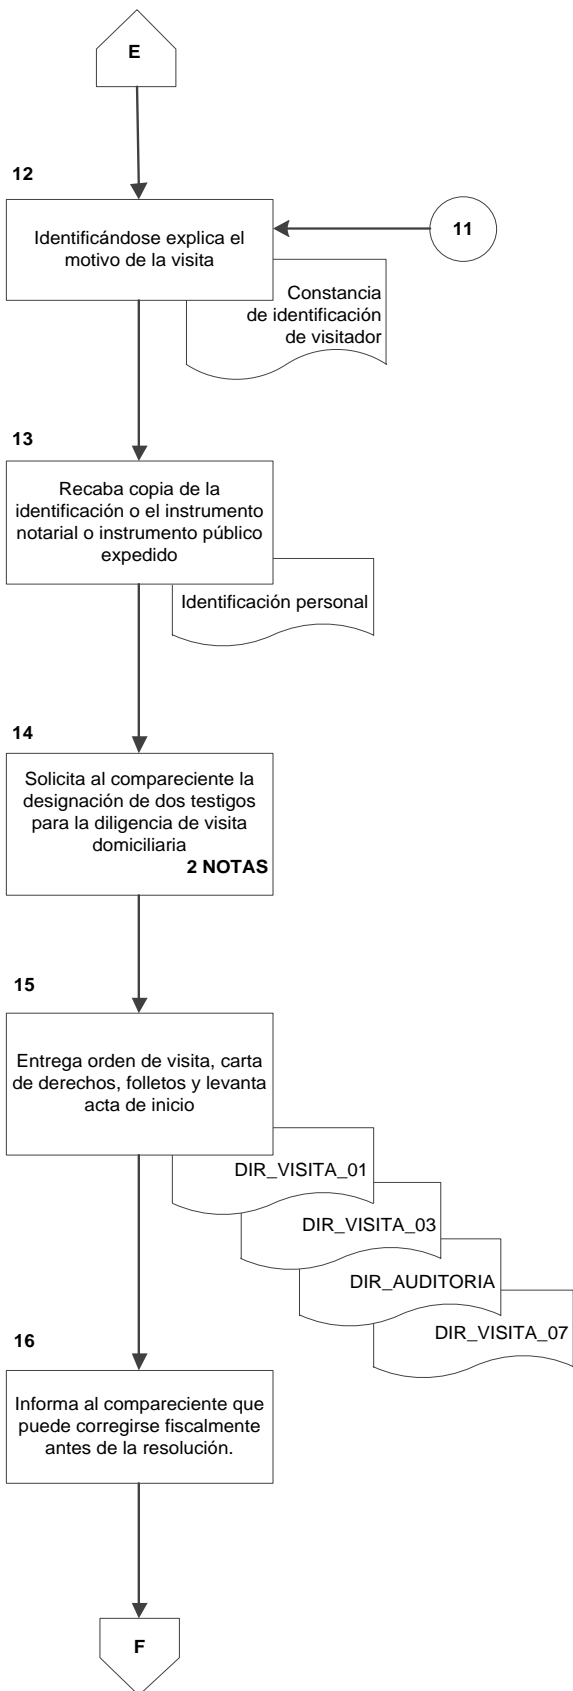 E
12
Identificándose explica el
motivo de la visita
11
Constancia
de identificación
de visitador
13
Recaba copia de la
identificación o el instrumento
notarial o instrumento público
expedido
Identificación personal
14
Solicita al compareciente la
designación de dos testigos
para la diligencia de visita
domiciliaria
2 NOTAS
15
Entrega orden de visita, carta
de derechos, folletos y levanta
acta de inicio
DIR_VISITA_01
DIR_VISITA_03
DIR_AUDITORIA
DIR_VISITA_07
16
Informa al compareciente que
puede corregirse fiscalmente
antes de la resolución.
F